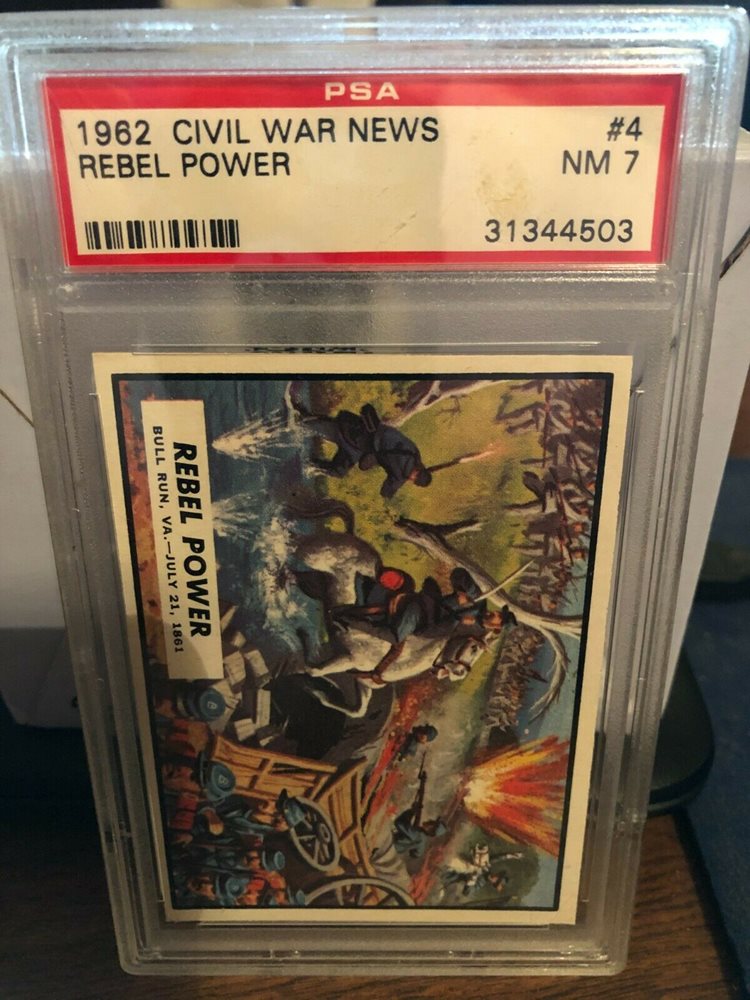 PSA
1962 CIVIL WAR NEWS #4
REBEL POWER NM 7
31344503
REBEL POWER
BULL RUN, VA.—JULY 21, 1861